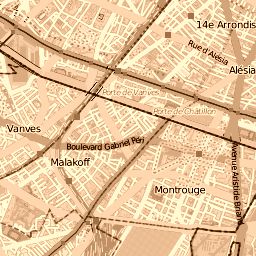 14e Arrondis
Rue d'Alésia
Alésia
Porte de Vanves
Porte de Châtillon
Vanves
Boulevard Gabriel Péri
Malakoff
Avenue Aristide Briand
Montrouge